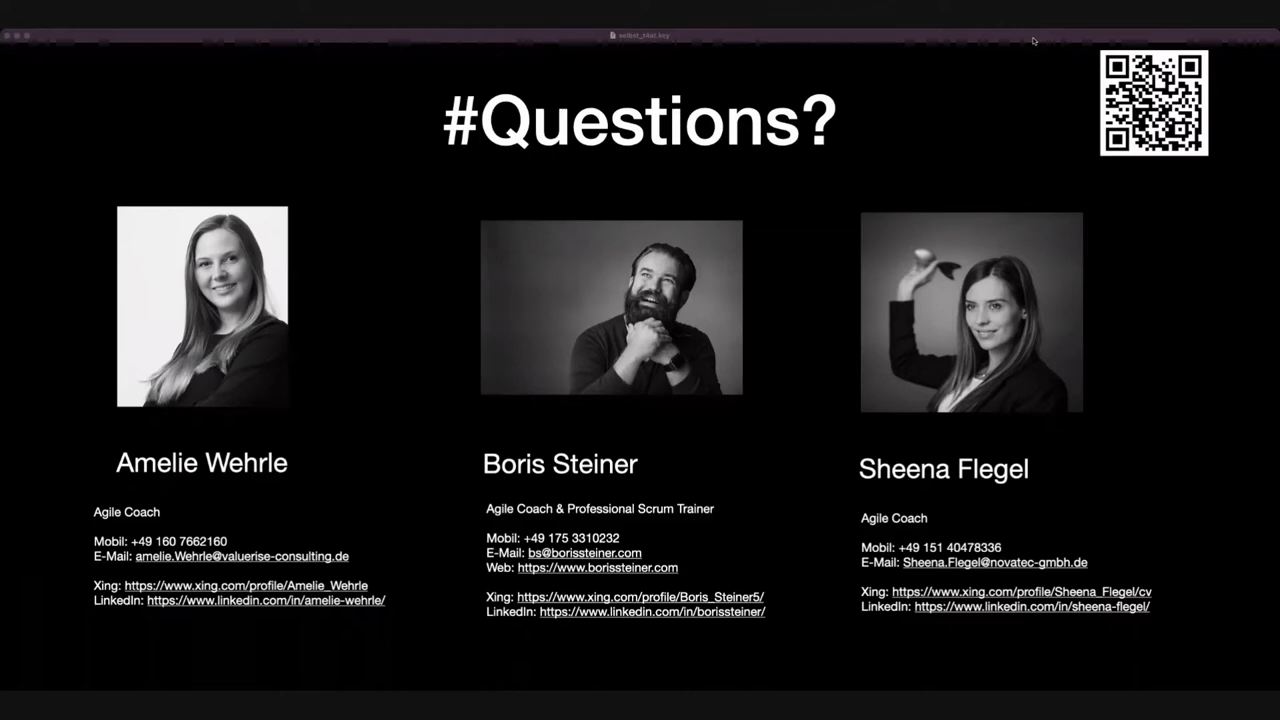 #Questions?
Amelie Wehrle
Agile Coach
Mobil: +49 160 7662160
E-Mail: amelie.Wehrle@valuerise-consulting.de
Xing: https://www.xing.com/profile/Amelie_Wehrle
LinkedIn: https://www.linkedin.com/in/amelie-wehrle/
Boris Steiner
Agile Coach & Professional Scrum Trainer
Mobil: +49 175 3310232
E-Mail: bs@borissteiner.com
Web: https://www.borissteiner.com
Xing: https://www.xing.com/profile/Boris_Steiner5/
LinkedIn: https://www.linkedin.com/in/borissteiner/
Sheena Flegel
Agile Coach
Mobil: +49 151 40478336
E-Mail: Sheena.Flegel@novatec-gmbh.de
Xing: https://www.xing.com/profile/Sheena_Flegel/cv
LinkedIn: https://www.linkedin.com/in/sheena-flegel/